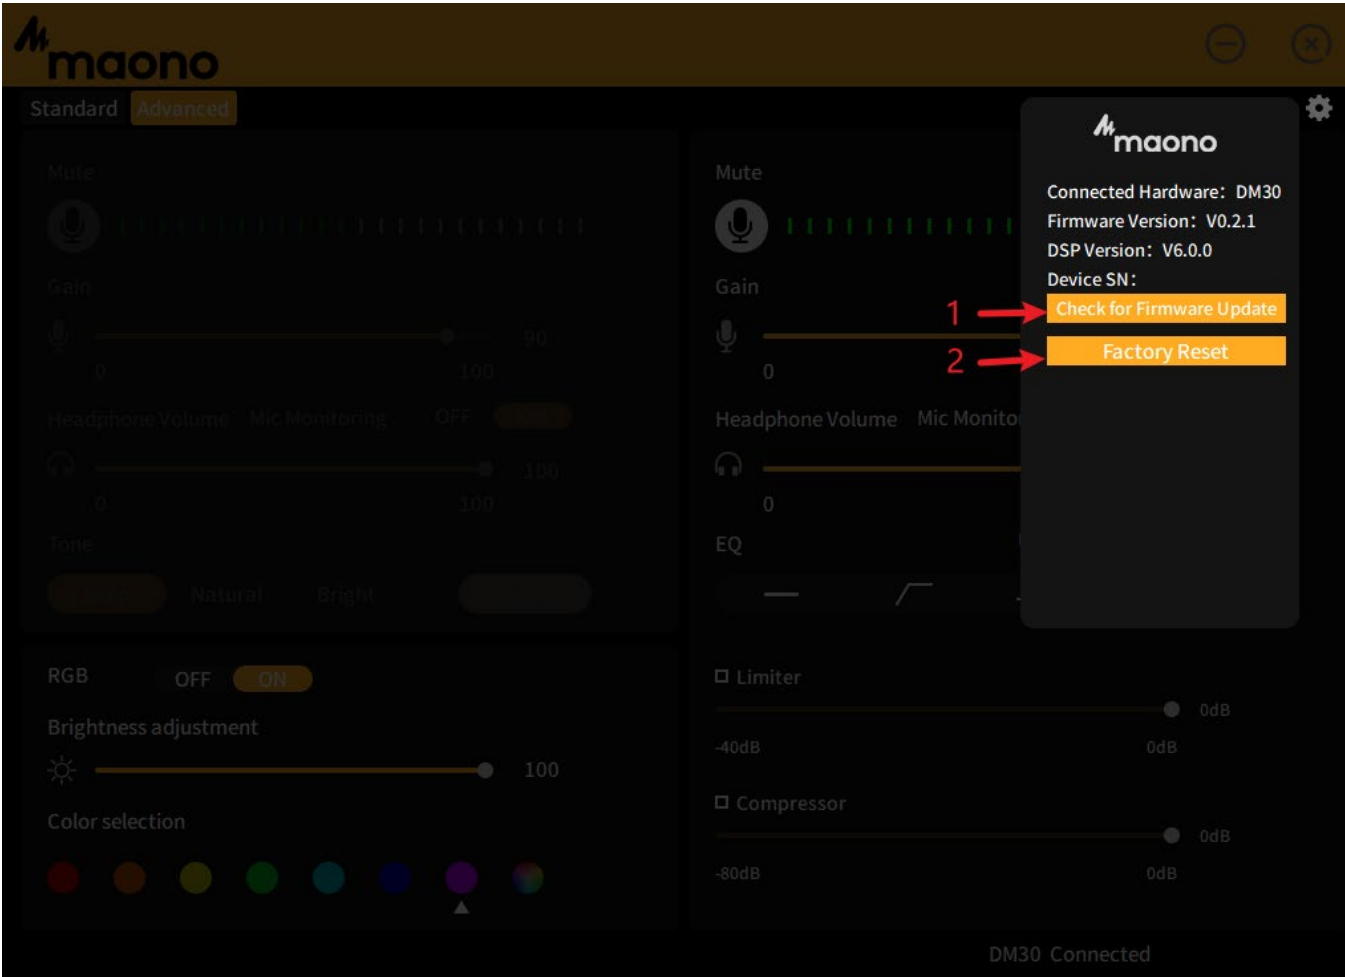 maono
Standard Advanced
maono
Connected Hardware: DM30
Firmware Version: V0.2.1
DSP Version: V6.0.0
Device SN:
1 Check for Firmware Update
2 Factory Reset
Mute
Gain
90
0 100
Headphone Volume Mic Monitoring OFF
100
0 100
Tone
Natural Bright
Mute
Gain
0
Headphone Volume Mic Monito
0
EQ
RGB OFF ON
Brightness adjustment
100
Color selection
Limiter
0dB
-40dB 0dB
Compressor
0dB
-80dB 0dB
DM30 Connected